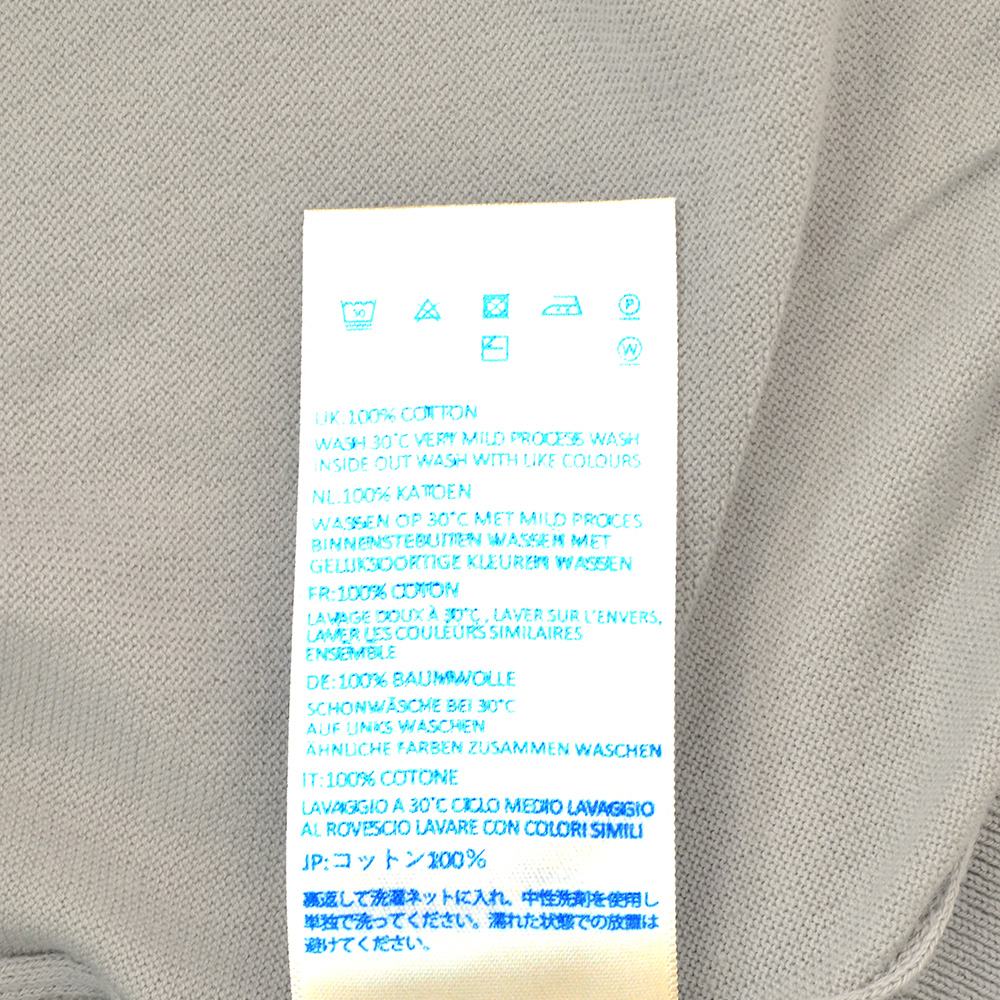 30
P
W
UK:100% COTTON
WASH 30°C VERY MILD PROCESS WASH
INSIDE OUT WASH WITH LIKE COLOURS
NL:100% KATOEN
WASSEN OP 30°C MET MILD PROCES
BINNENSTEBUITEN WASSEN MET
GELIJKSOORTIGE KLEUREN WASSEN
FR:100% COTON
LAVAGE DOUX À 30°C, LAVER SUR L'ENVERS,
LAVER LES COULEURS SIMILAIRES
ENSEMBLE
DE:100% BAUMWOLLE
SCHONWÄSCHE BEI 30°C
AUF LINKS WASCHEN
ÄHNLICHE FARBEN ZUSAMMEN WASCHEN
IT:100% COTONE
LAVAGGIO A 30°C CICLO MEDIO LAVAGGIO
AL ROVESCIO LAVARE CON COLORI SIMILI
JP:コットン100%
裏返して洗濯ネットに入れ、中性洗剤を使用し
単独で洗ってください。濡れた状態での放置は
避けてください。